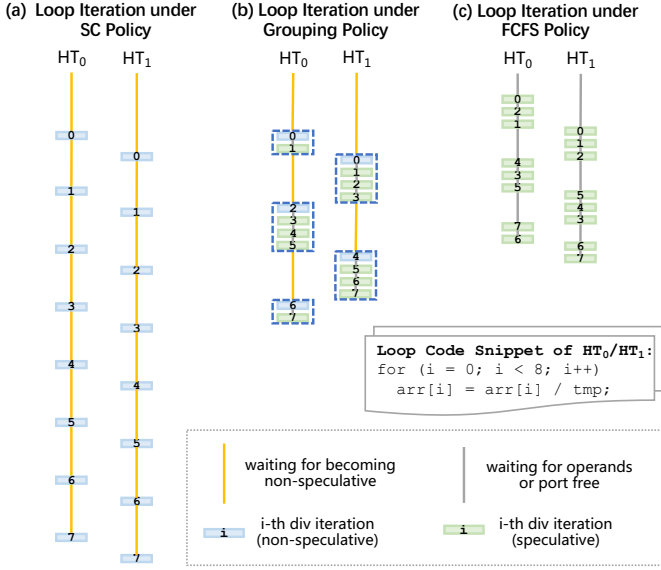 (a) Loop Iteration under
SC Policy
HT0 HT1
0
0
1
1
2
2
3
3
4
4
5
5
6
6
7
7
(b) Loop Iteration under
Grouping Policy
HT0 HT1
0
1
0
1
2
3
2
3
4
5
4
5
6
7
6
7
(c) Loop Iteration under
FCFS Policy
HT0 HT1
0
2
1
0
1
2
4
3
5
5
4
3
7
6
6
7
Loop Code Snippet of HT0/HT1:
for (i = 0; i < 8; i++)
arr[i] = arr[i] / tmp;
waiting for becoming
non-speculative
waiting for operands
or port free
i i-th div iteration
(non-speculative)
i i-th div iteration
(speculative)